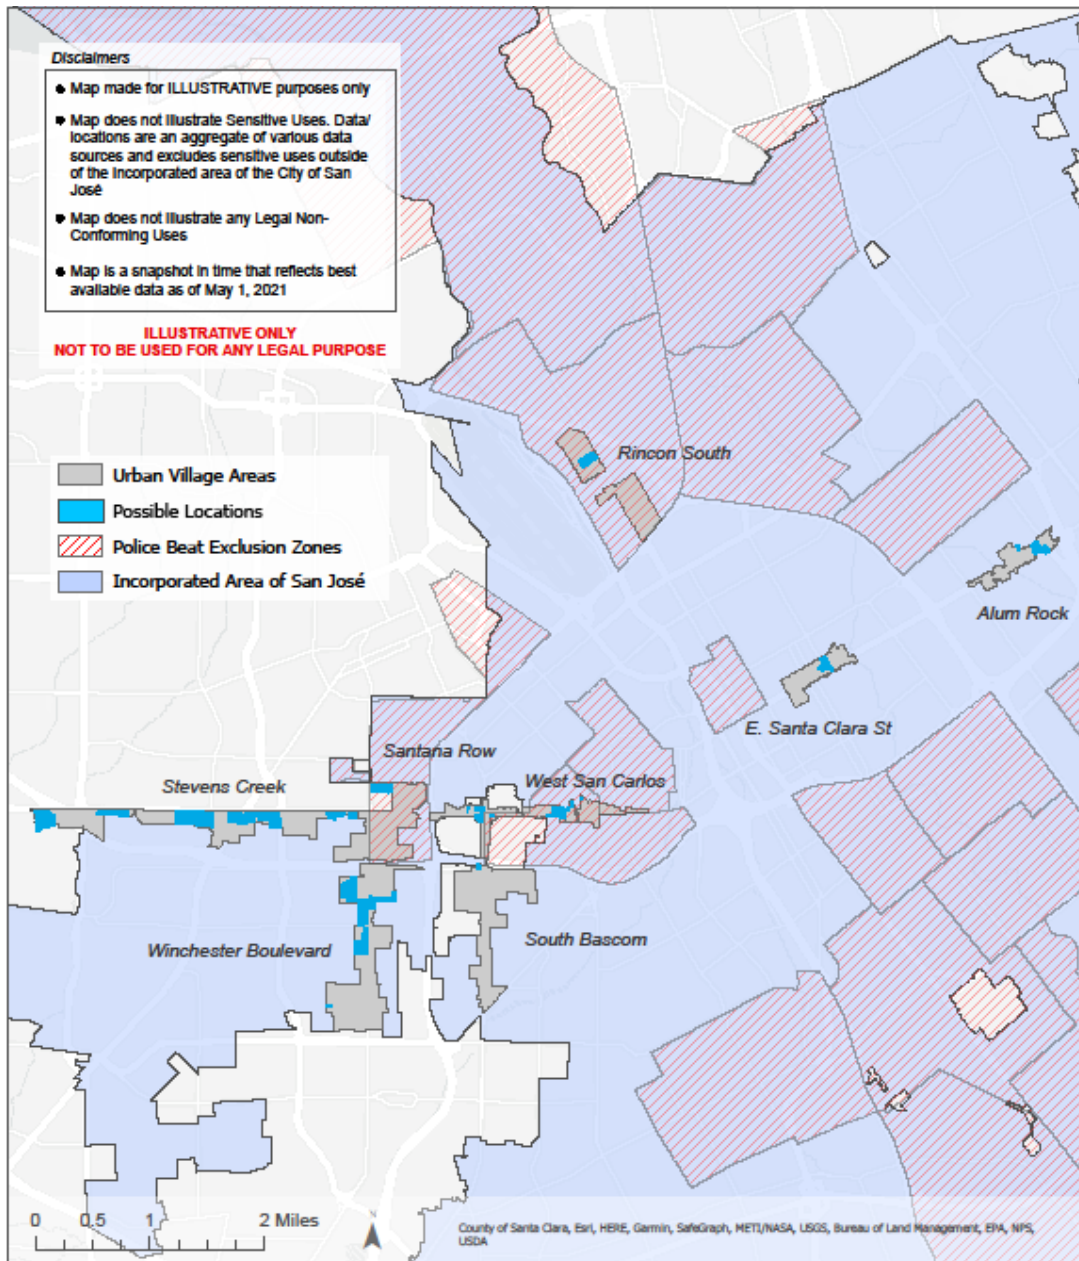 Disclaimers
● Map made for ILLUSTRATIVE purposes only
● Map does not Illustrate Sensitive Uses. Data/
locations are an aggregate of various data
sources and excludes sensitive uses outside
of the Incorporated area of the City of San
José
● Map does not Illustrate any Legal Non-
Conforming Uses
● Map is a snapshot in time that reflects best
available data as of May 1, 2021
ILLUSTRATIVE ONLY
NOT TO BE USED FOR ANY LEGAL PURPOSE
Urban Village Areas
Possible Locations
Police Beat Exclusion Zones
Incorporated Area of San José
Rincon South
Alum Rock
E. Santa Clara St
Santana Row
Stevens Creek
West San Carlos
Winchester Boulevard
South Bascom
0 0.5 1 2 Miles
County of Santa Clara, Esri, HERE, Garmin, SafeGraph, METI/NASA, USGS, Bureau of Land Management, EPA, NPS,
USDA